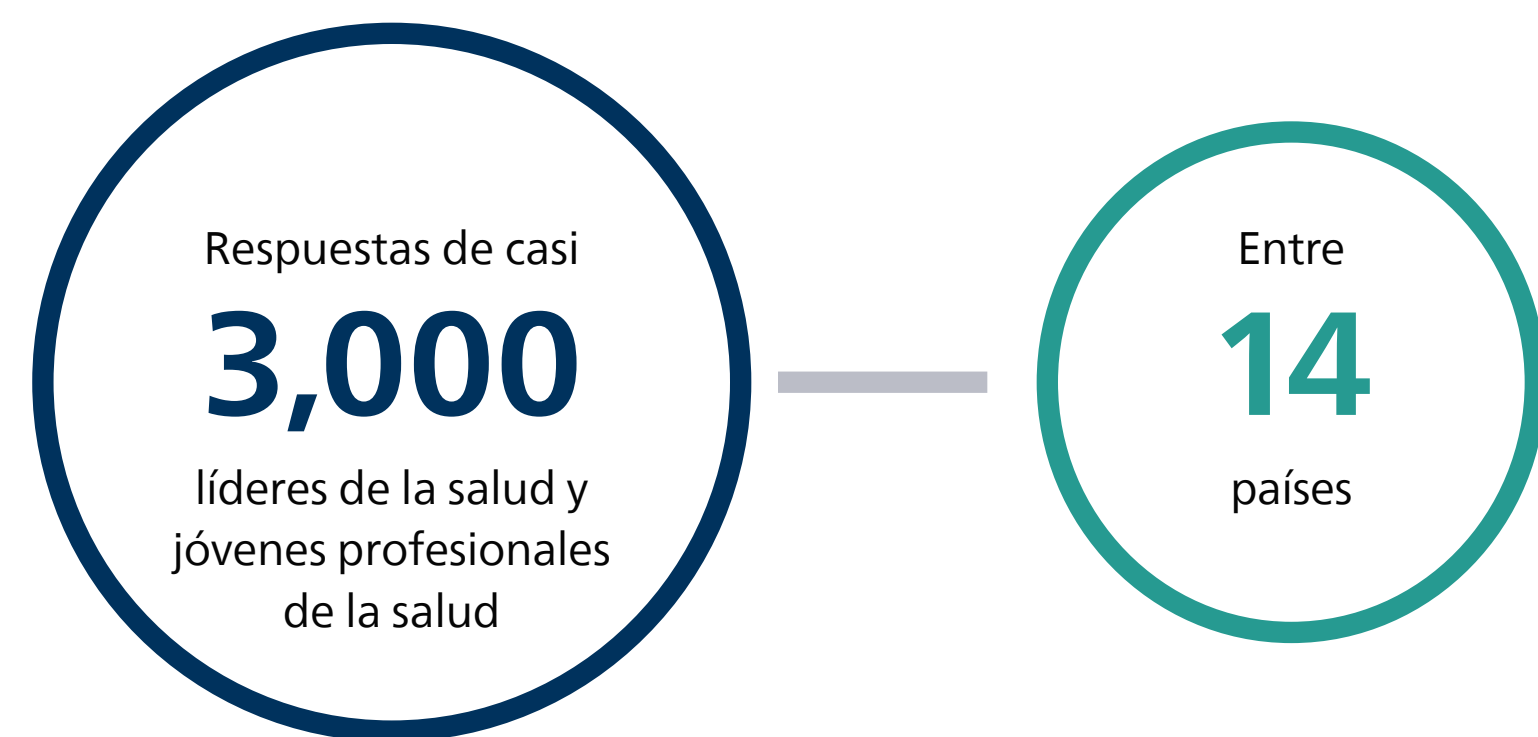 Respuestas de casi
3,000
líderes de la salud y
jóvenes profesionales
de la salud
Entre
14
países